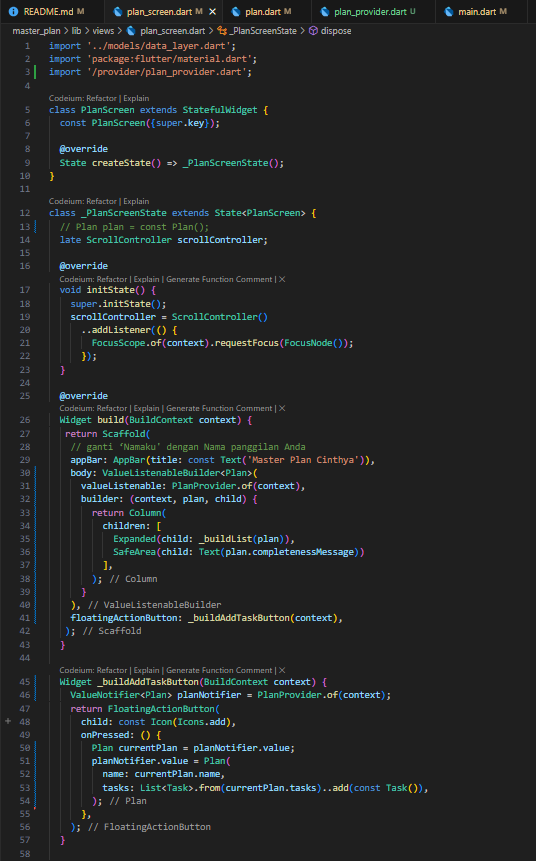 README.md M plan_screen.dart M plan.dart M plan_provider.dart U main.dart M
master_plan > lib > views > plan_screen.dart > _PlanScreenState > dispose
1 import '../models/data_layer.dart';
2 import 'package:flutter/material.dart';
3 import '/provider/plan_provider.dart';
4
Codeium: Refactor | Explain
5 class PlanScreen extends StatefulWidget {
6 const PlanScreen({super.key});
7
8 @override
9 State createState() => _PlanScreenState();
10 }
11
Codeium: Refactor | Explain
12 class _PlanScreenState extends State<PlanScreen> {
13 // Plan plan = const Plan();
14 late ScrollController scrollController;
15
16 @override
Codeium: Refactor | Explain | Generate Function Comment | ×
17 void initState() {
18 super.initState();
19 scrollController = ScrollController()
20 ..addListener(() {
21 FocusScope.of(context).requestFocus(FocusNode());
22 });
23 }
24
25 @override
Codeium: Refactor | Explain | Generate Function Comment | ×
26 Widget build(BuildContext context) {
27 return Scaffold(
28 // ganti ‘Namaku’ dengan Nama panggilan Anda
29 appBar: AppBar(title: const Text('Master Plan Cinthya')),
30 body: ValueListenableBuilder<Plan>(
31 valueListenable: PlanProvider.of(context),
32 builder: (context, plan, child) {
33 return Column(
34 children: [
35 Expanded(child: _buildList(plan)),
36 SafeArea(child: Text(plan.completenessMessage))
37 ],
38 ); // Column
39 }
40 ), // ValueListenableBuilder
41 floatingActionButton: _buildAddTaskButton(context),
42 ); // Scaffold
43 }
44
Codeium: Refactor | Explain | Generate Function Comment | ×
45 Widget _buildAddTaskButton(BuildContext context) {
46 ValueNotifier<Plan> planNotifier = PlanProvider.of(context);
47 return FloatingActionButton(
48 child: const Icon(Icons.add),
49 onPressed: () {
50 Plan currentPlan = planNotifier.value;
51 planNotifier.value = Plan(
52 name: currentPlan.name,
53 tasks: List<Task>.from(currentPlan.tasks)..add(const Task()),
54 ); // Plan
55 },
56 ); // FloatingActionButton
57 }
58